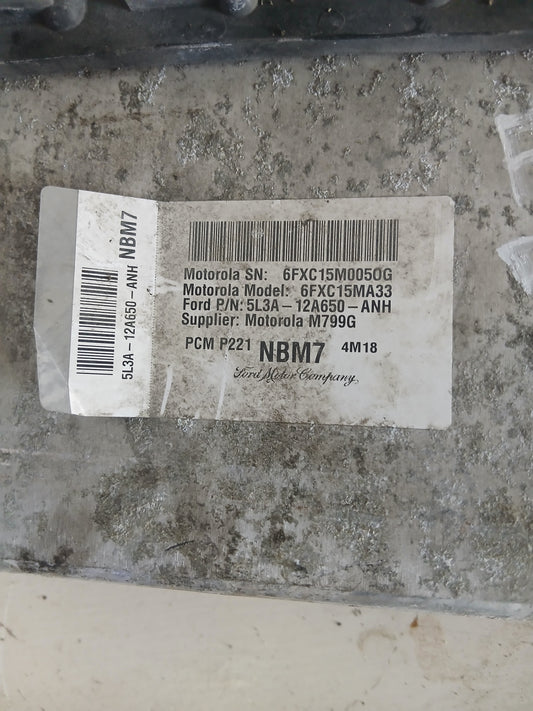 5L3A-12A650-ANH NBM7
Motorola SN: 6FXC15M0050G
Motorola Model: 6FXC15MA33
Ford P/N: 5L3A-12A650-ANH
Supplier: Motorola M799G
PCM P221 NBM7 4M18
Ford Motor Company